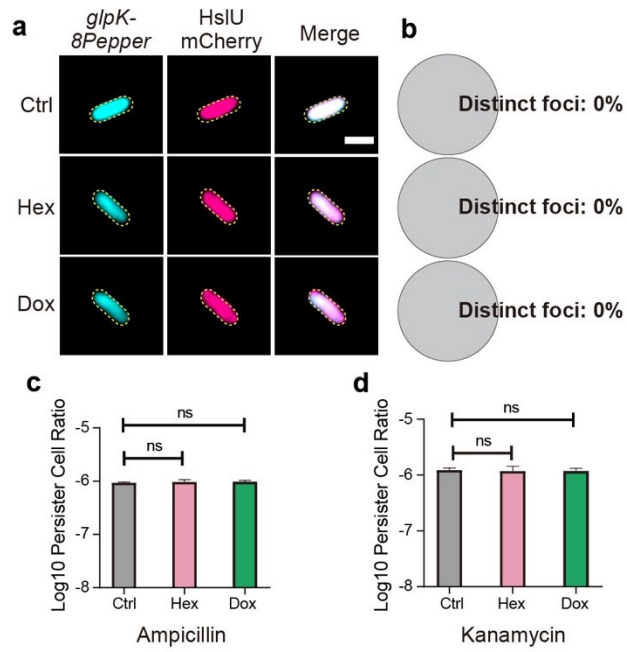 a
glpK-
8Pepper
HslU
mCherry
Merge
b
Ctrl
Distinct foci: 0%
Hex
Distinct foci: 0%
Dox
Distinct foci: 0%
c
Log10 Persister Cell Ratio
-5
-6
-7
-8
ns
ns
Ctrl
Hex
Dox
Ampicillin
d
Log10 Persister Cell Ratio
-5
-6
-7
-8
ns
ns
Ctrl
Hex
Dox
Kanamycin